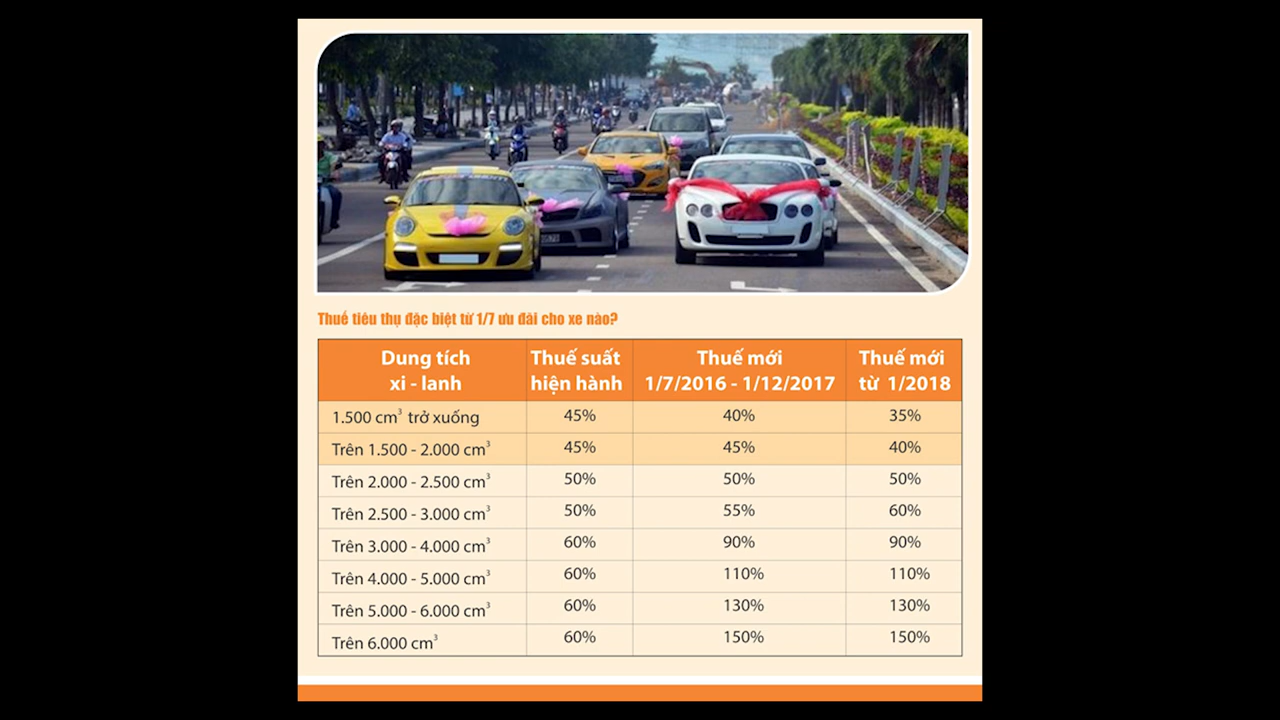 Thuế tiêu thụ đặc biệt từ 1/7 ưu đãi cho xe nào?
Dung tích xi - lanh Thuế suất hiện hành Thuế mới 1/7/2016 - 1/12/2017 Thuế mới từ 1/2018
1.500 cm³ trở xuống 45% 40% 35%
Trên 1.500 - 2.000 cm³ 45% 45% 40%
Trên 2.000 - 2.500 cm³ 50% 50% 50%
Trên 2.500 - 3.000 cm³ 50% 55% 60%
Trên 3.000 - 4.000 cm³ 60% 90% 90%
Trên 4.000 - 5.000 cm³ 60% 110% 110%
Trên 5.000 - 6.000 cm³ 60% 130% 130%
Trên 6.000 cm³ 60% 150% 150%